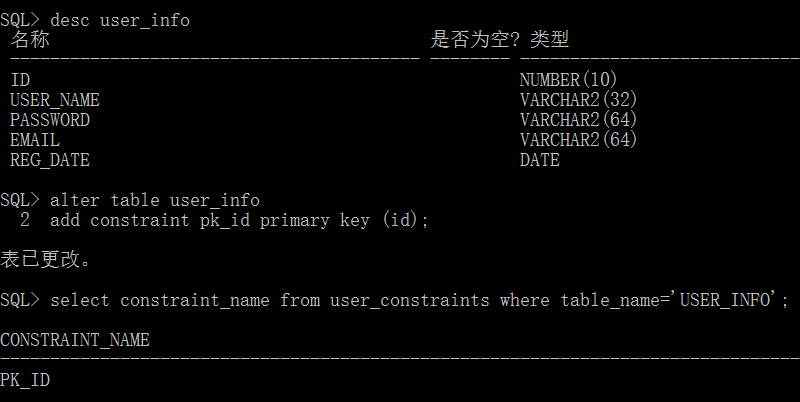 SQL> desc user_info
名称 是否为空? 类型
----------------------------------------- -------- ----------------------------
ID NUMBER(10)
USER_NAME VARCHAR2(32)
PASSWORD VARCHAR2(64)
EMAIL VARCHAR2(64)
REG_DATE DATE
SQL> alter table user_info
2 add constraint pk_id primary key (id);
表已更改。
SQL> select constraint_name from user_constraints where table_name='USER_INFO';
CONSTRAINT_NAME
--------------------------------------------------------------------------------
PK_ID